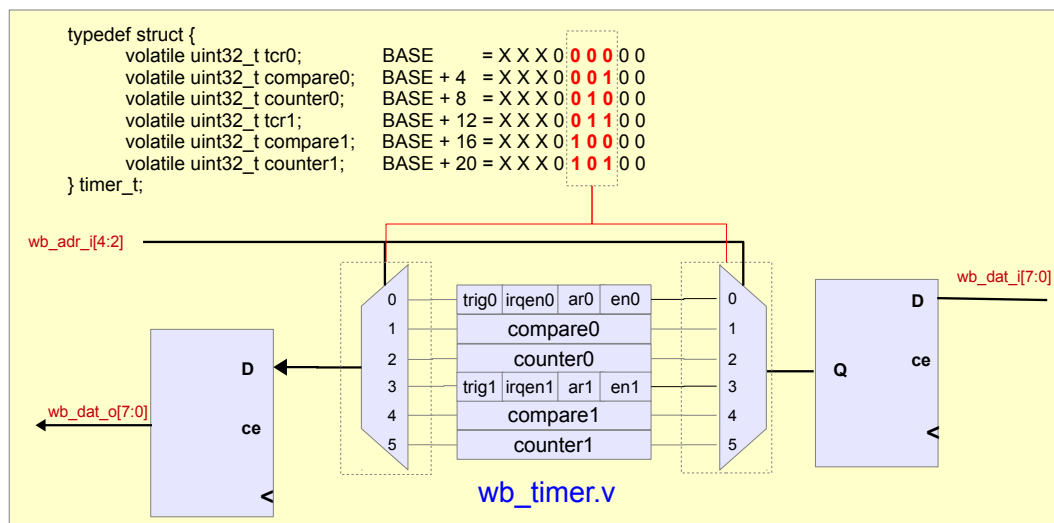 typedef struct {
volatile uint32_t tcr0; BASE = X X X 0 0 0 0 0 0
volatile uint32_t compare0; BASE + 4 = X X X 0 0 0 1 0 0
volatile uint32_t counter0; BASE + 8 = X X X 0 0 1 0 0 0
volatile uint32_t tcr1; BASE + 12 = X X X 0 0 1 1 0 0
volatile uint32_t compare1; BASE + 16 = X X X 0 1 0 0 0 0
volatile uint32_t counter1; BASE + 20 = X X X 0 1 0 1 0 0
} timer_t;
wb_adr_i[4:2]
wb_dat_i[7:0]
0 trig0 irqen0 ar0 en0 0
D
1 compare0 1
2 counter0 2
D
ce
Q
3 trig1 irqen1 ar1 en1 3
wb_dat_o[7:0]
4 compare1 4
ce
5 counter1 5
<
<
wb_timer.v